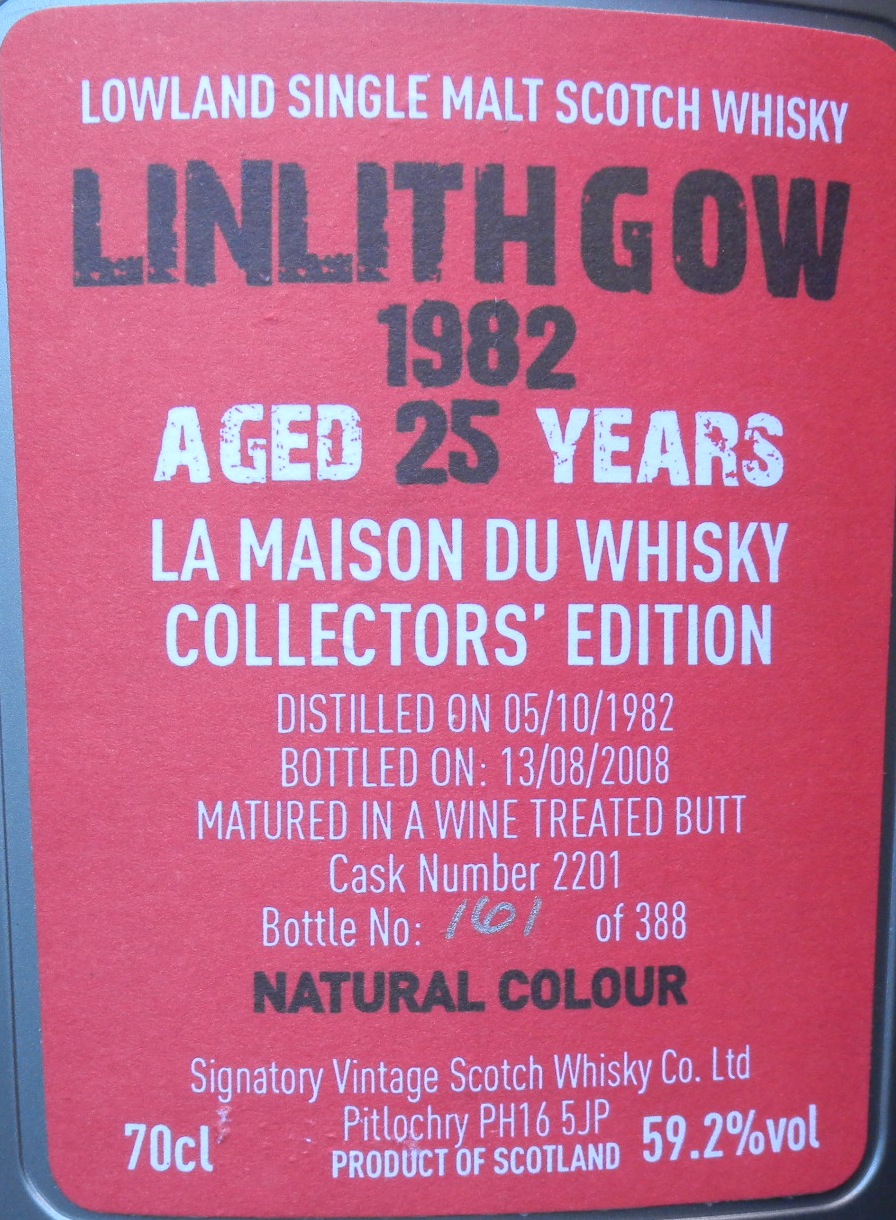 LOWLAND SINGLE MALT SCOTCH WHISKY
LINLITHGOW
1982
AGED 25 YEARS
LA MAISON DU WHISKY
COLLECTORS' EDITION
DISTILLED ON 05/10/1982
BOTTLED ON: 13/08/2008
MATURED IN A WINE TREATED BUTT
Cask Number 2201
Bottle No: 161 of 388
NATURAL COLOUR
Signatory Vintage Scotch Whisky Co. Ltd
Pitlochry PH16 5JP
70cl PRODUCT OF SCOTLAND 59.2%vol